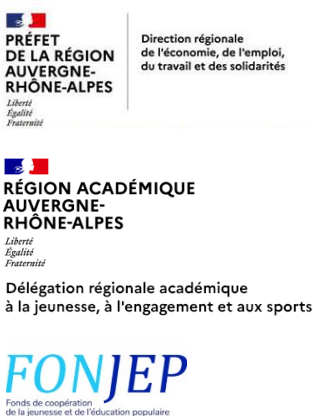 PRÉFET
DE LA RÉGION
AUVERGNE-
RHÔNE-ALPES
Liberté
Égalité
Fraternité
Direction régionale
de l'économie, de l'emploi,
du travail et des solidarités
RÉGION ACADÉMIQUE
AUVERGNE-
RHÔNE-ALPES
Liberté
Égalité
Fraternité
Délégation régionale académique
à la jeunesse, à l'engagement et aux sports
FONJEP
Fonds de coopération
de la jeunesse et de l'éducation populaire